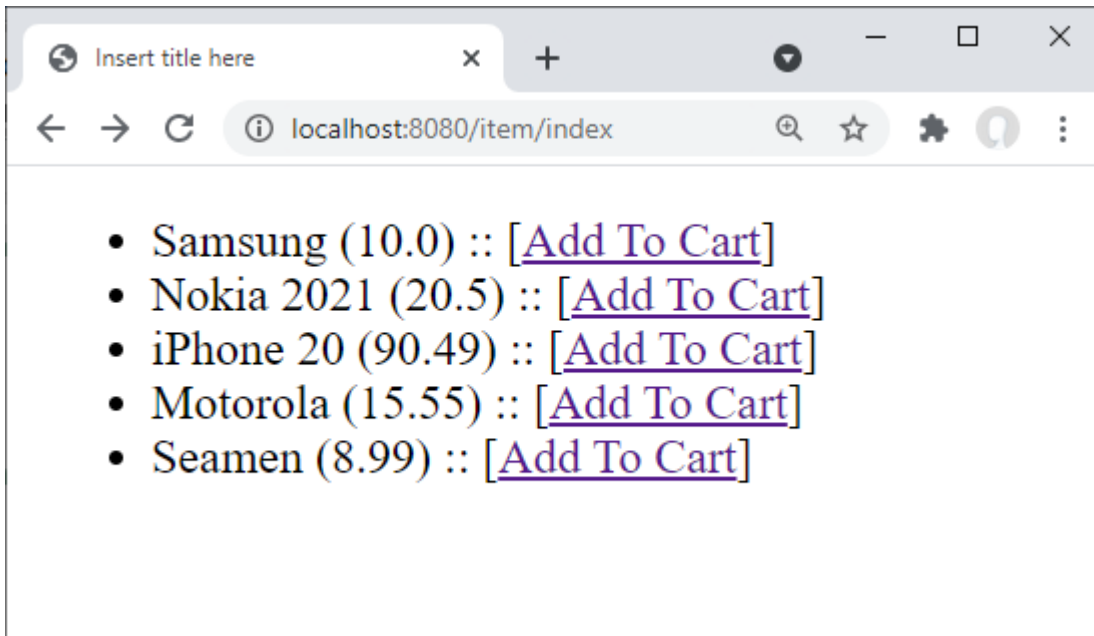 Insert title here
localhost:8080/item/index
• Samsung (10.0) :: [Add To Cart]
• Nokia 2021 (20.5) :: [Add To Cart]
• iPhone 20 (90.49) :: [Add To Cart]
• Motorola (15.55) :: [Add To Cart]
• Seamen (8.99) :: [Add To Cart]